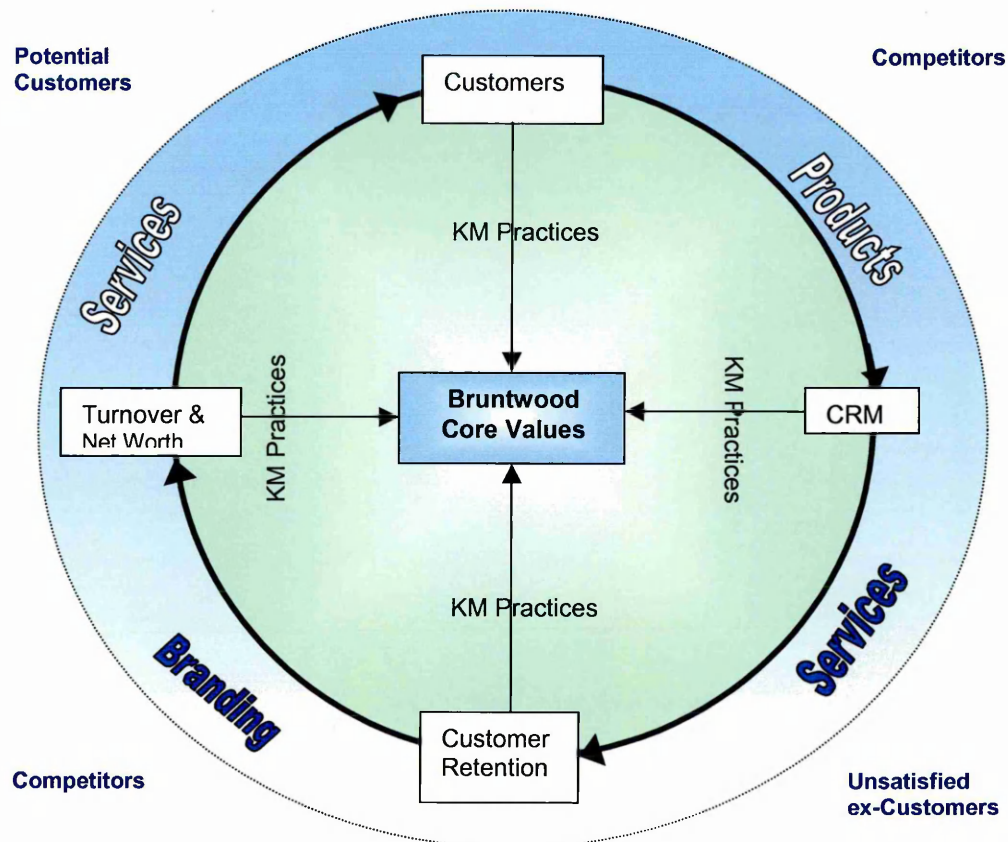 Potential
Customers
Competitors
Customers
Services
Products
KM Practices
Turnover &
Net Worth
KM Practices
Bruntwood
Core Values
KM Practices
CRM
KM Practices
Branding
Services
Customer
Retention
Competitors
Unsatisfied
ex-Customers